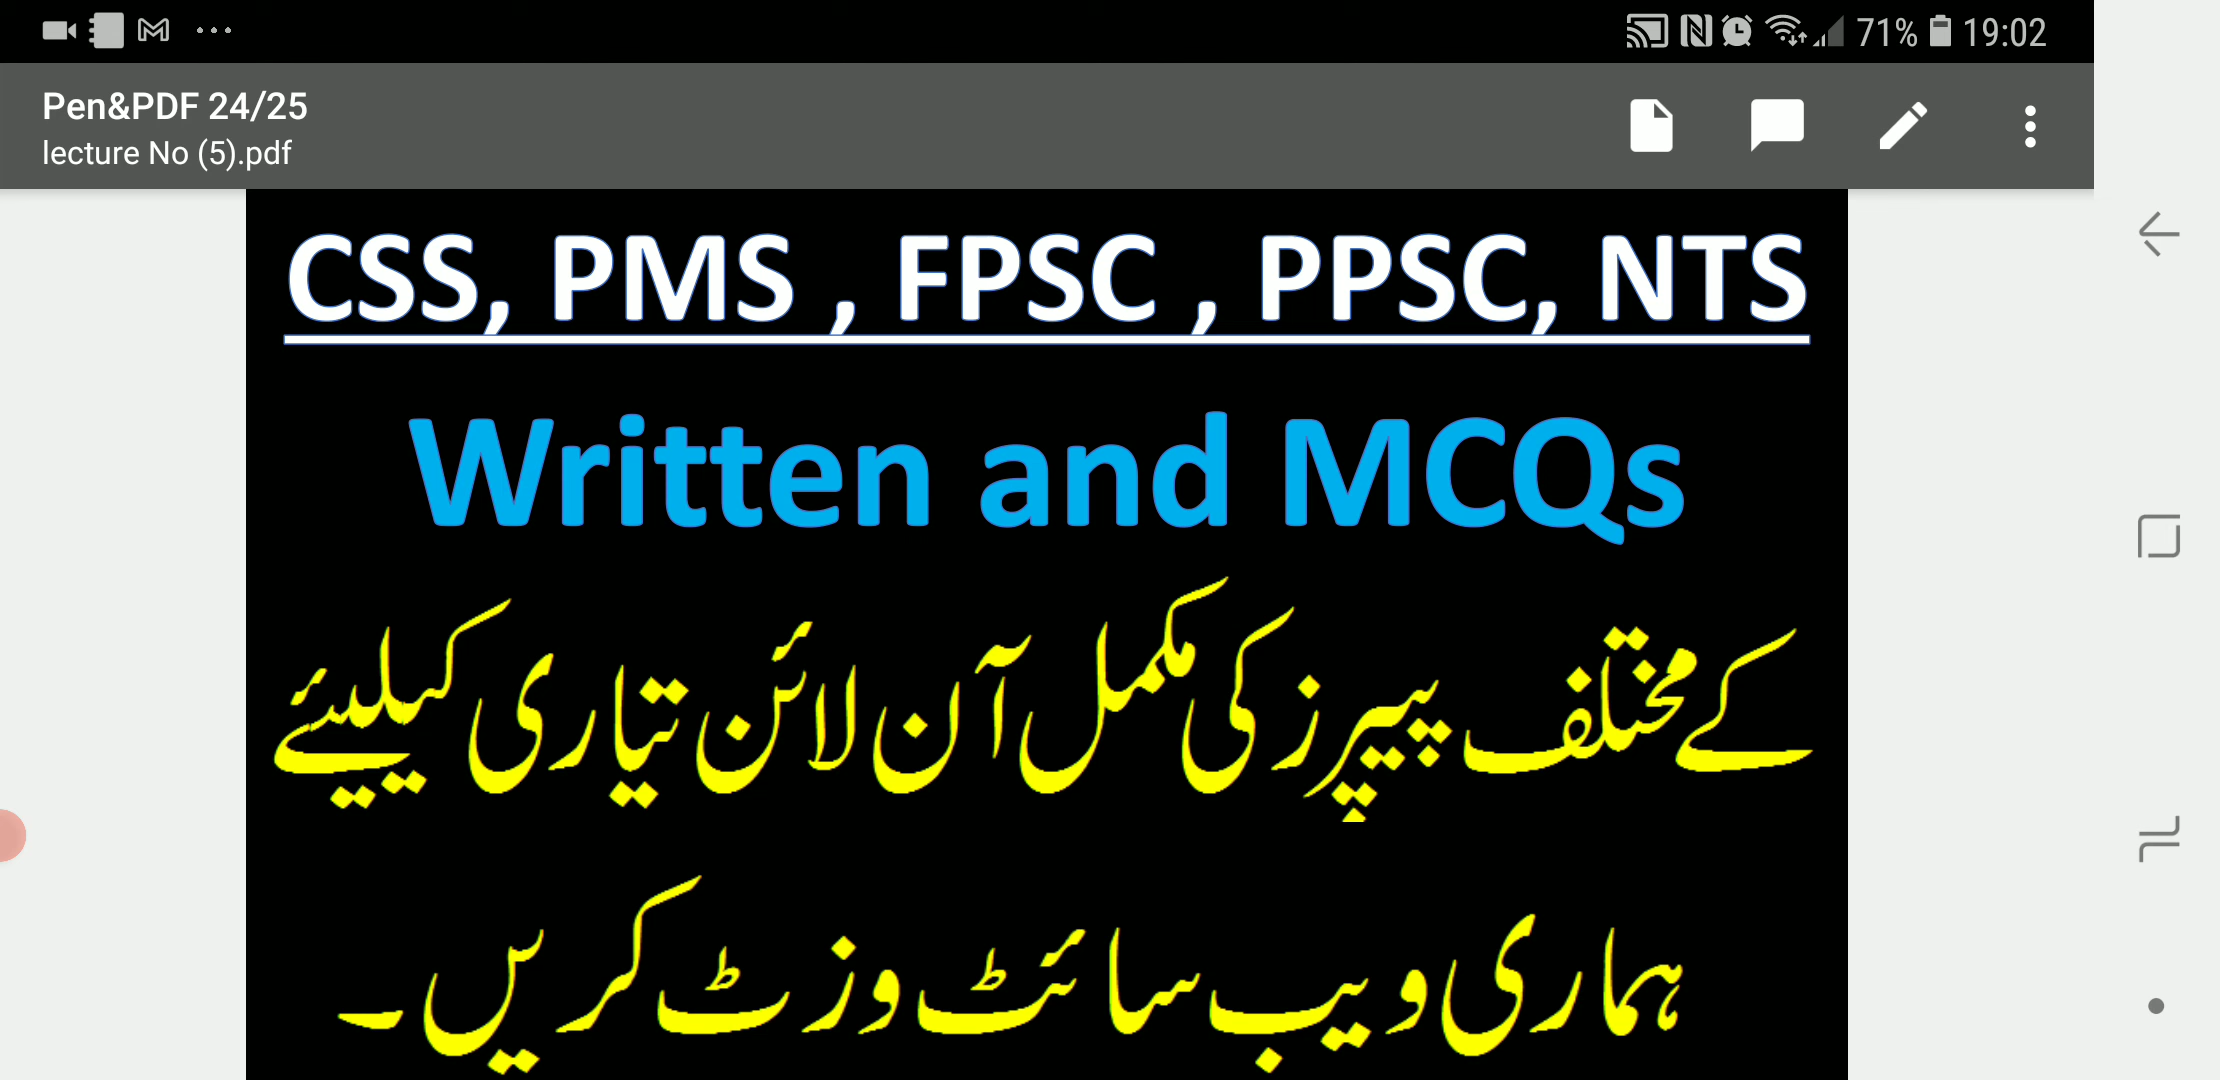 71% 19:02
Pen&PDF 24/25
lecture No (5).pdf
CSS, PMS , FPSC , PPSC, NTS
Written and MCQs
کے مختلف پیپرز کی مکمل آن لائن تیاری کیلیئے
ہماری ویب سائٹ وزٹ کریں۔